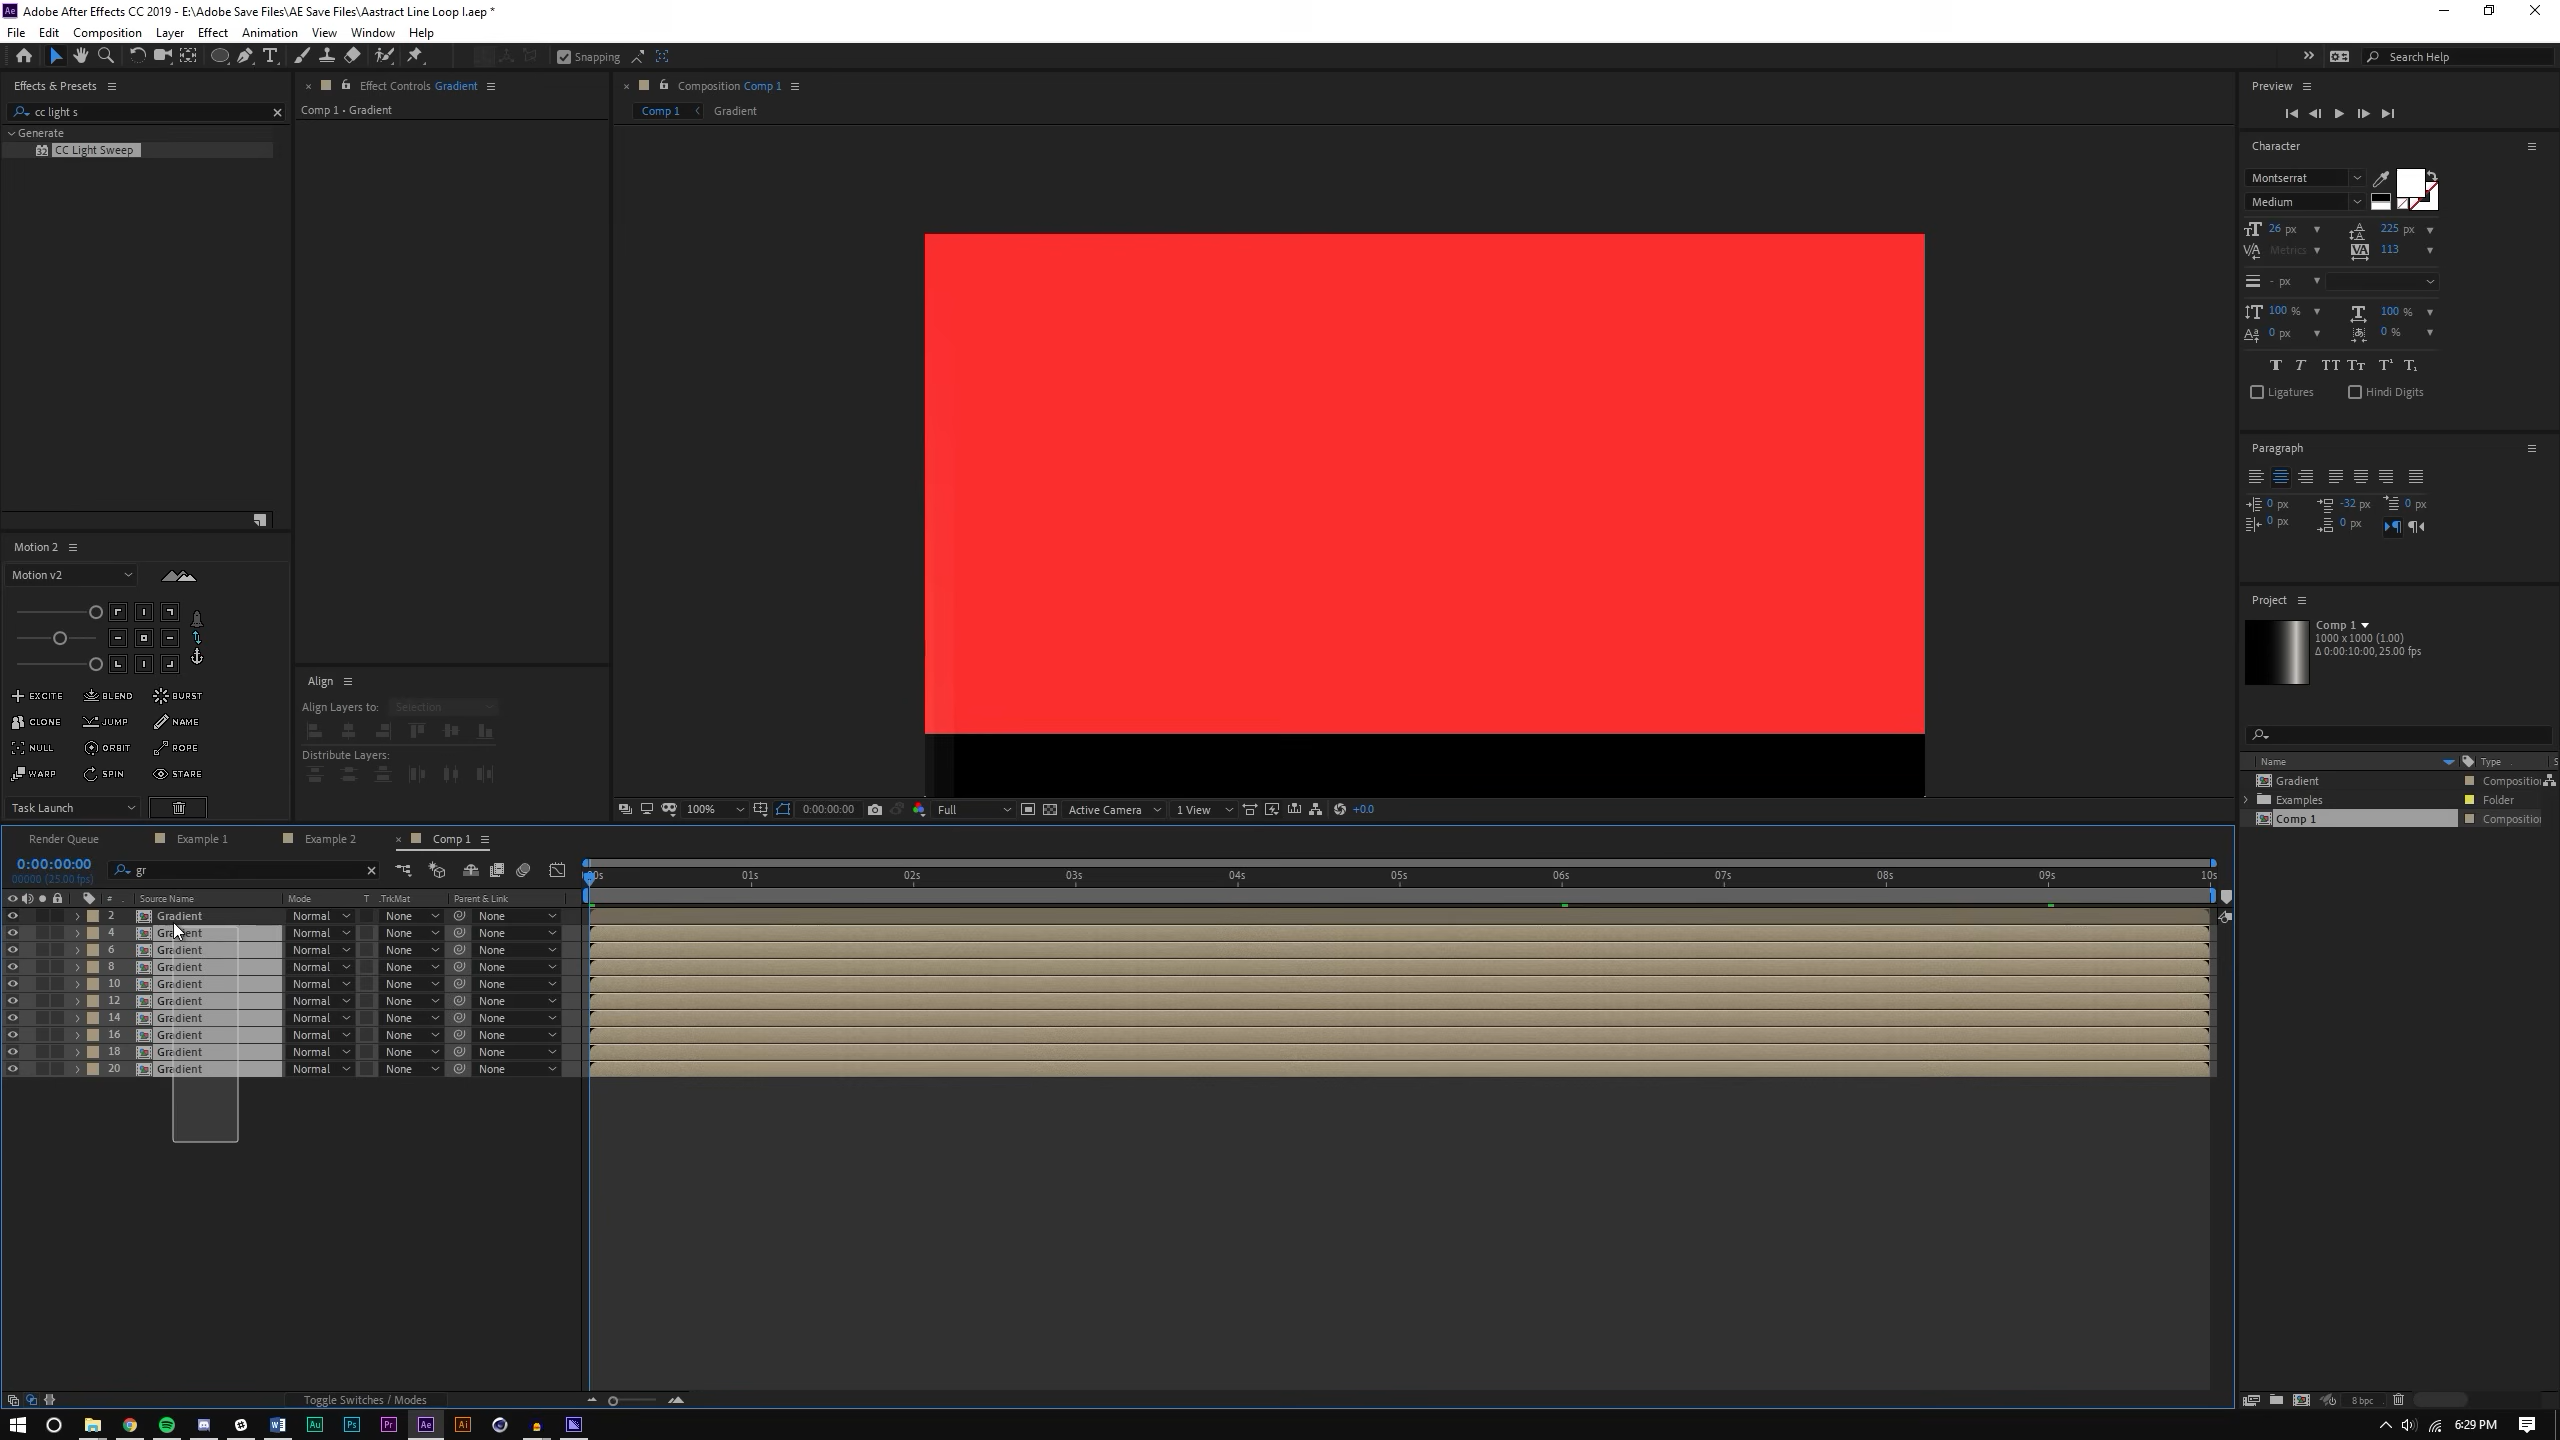 Adobe After Effects CC 2019 - E:\Adobe Save Files\AE Save Files\Aastract Line Loop I.aep *
File Edit Composition Layer Effect Animation View Window Help
Snapping
Search Help
Effects & Presets
cc light s
Generate
CC Light Sweep
Effect Controls Gradient
Comp 1 • Gradient
Composition Comp 1
Comp 1
Gradient
Preview
Character
Montserrat
Medium
26 px
225 px
Metrics
113
- px
100 %
100 %
0 px
0 %
Ligatures
Hindi Digits
Paragraph
0 px
-32 px
0 px
0 px
0 px
Motion 2
Motion v2
EXCITE BLEND BURST
CLONE JUMP NAME
NULL ORBIT ROPE
WARP SPIN STARE
Task Launch
Align
Align Layers to: Selection
Distribute Layers:
Project
Comp 1
1000 x 1000 (1.00)
Δ 0:00:10:00, 25.00 fps
Name Type
Gradient Compositio
Examples Folder
Comp 1 Compositio
8 bpc
100% 0:00:00:00 Full Active Camera 1 View +0.0
Render Queue Example 1 Example 2 Comp 1
0:00:00:00
00000 (25.00 fps)
gr
01s 02s 03s 04s 05s 06s 07s 08s 09s 10s
# Source Name Mode T .TrkMat Parent & Link
2 Gradient Normal None None
4 Gradient Normal None None
6 Gradient Normal None None
8 Gradient Normal None None
10 Gradient Normal None None
12 Gradient Normal None None
14 Gradient Normal None None
16 Gradient Normal None None
18 Gradient Normal None None
20 Gradient Normal None None
Toggle Switches / Modes
6:29 PM